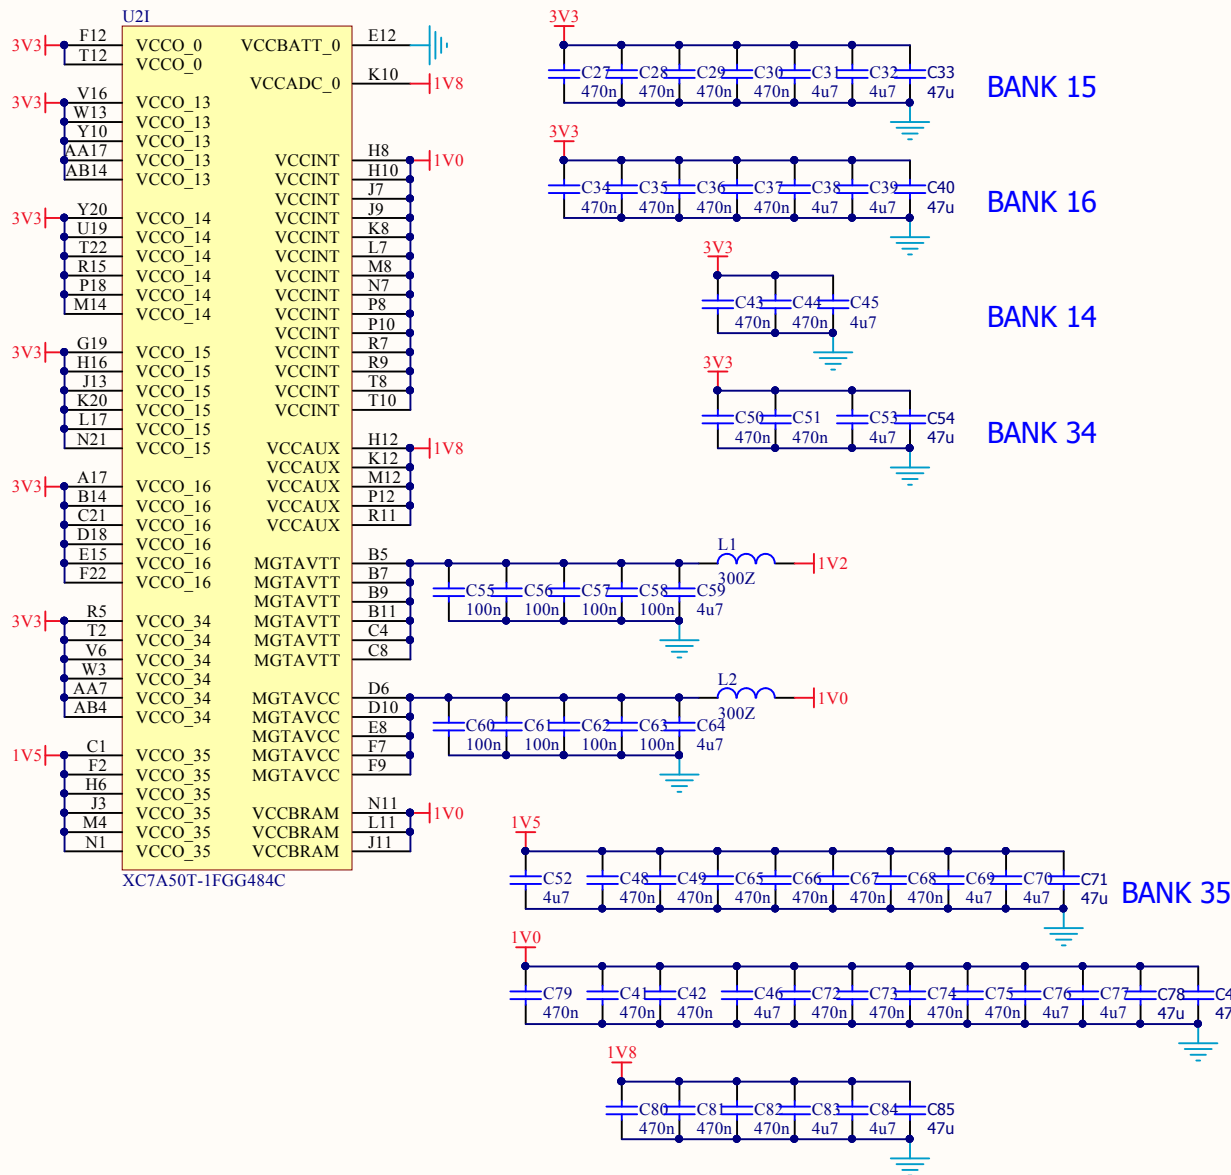 U2I
3V3 F12 VCCO_0 VCCBATT_0 E12
T12 VCCO_0
VCCADC_0 K10 1V8
3V3 V16 VCCO_13
W13 VCCO_13
Y10 VCCO_13
AA17 VCCO_13 VCCINT H8 1V0
AB14 VCCO_13 VCCINT H10
VCCINT J7
3V3 Y20 VCCO_14 VCCINT J9
U19 VCCO_14 VCCINT K8
T22 VCCO_14 VCCINT L7
R15 VCCO_14 VCCINT M8
P18 VCCO_14 VCCINT N7
M14 VCCO_14 VCCINT P8
VCCINT P10
3V3 G19 VCCO_15 VCCINT R7
H16 VCCO_15 VCCINT R9
J13 VCCO_15 VCCINT T8
K20 VCCO_15 VCCINT T10
L17 VCCO_15
N21 VCCO_15 VCCAUX H12 1V8
VCCAUX K12
3V3 A17 VCCO_16 VCCAUX M12
B14 VCCO_16 VCCAUX P12
C21 VCCO_16 VCCAUX R11
D18 VCCO_16
E15 VCCO_16 MGTAVTT B5
F22 VCCO_16 MGTAVTT B7
MGTAVTT B9
3V3 R5 VCCO_34 MGTAVTT B11
T2 VCCO_34 MGTAVTT C4
V6 VCCO_34 MGTAVTT C8
W3 VCCO_34
AA7 VCCO_34 MGTAVCC D6
AB4 VCCO_34 MGTAVCC D10
MGTAVCC E8
1V5 C1 VCCO_35 MGTAVCC F7
F2 VCCO_35 MGTAVCC F9
H6 VCCO_35
J3 VCCO_35 VCCBRAM N11 1V0
M4 VCCO_35 VCCBRAM L11
N1 VCCO_35 VCCBRAM J11
XC7A50T-1FGG484C
3V3
C27 C28 C29 C30 C31 C32 C33
470n 470n 470n 470n 4u7 4u7 47u
BANK 15
3V3
C34 C35 C36 C37 C38 C39 C40
470n 470n 470n 470n 4u7 4u7 47u
BANK 16
3V3
C43 C44 C45
470n 470n 4u7
BANK 14
3V3
C50 C51 C53 C54
470n 470n 4u7 47u
BANK 34
L1
300Z
1V2
C55 C56 C57 C58 C59
100n 100n 100n 100n 4u7
L2
300Z
1V0
C60 C61 C62 C63 C64
100n 100n 100n 100n 4u7
1V5
C52 C48 C49 C65 C66 C67 C68 C69 C70 C71
4u7 470n 470n 470n 470n 470n 470n 4u7 4u7 47u
BANK 35
1V0
C79 C41 C42 C46 C72 C73 C74 C75 C76 C77 C78
470n 470n 470n 4u7 470n 470n 470n 470n 4u7 4u7 47u
1V8
C80 C81 C82 C83 C84 C85
470n 470n 470n 4u7 4u7 47u